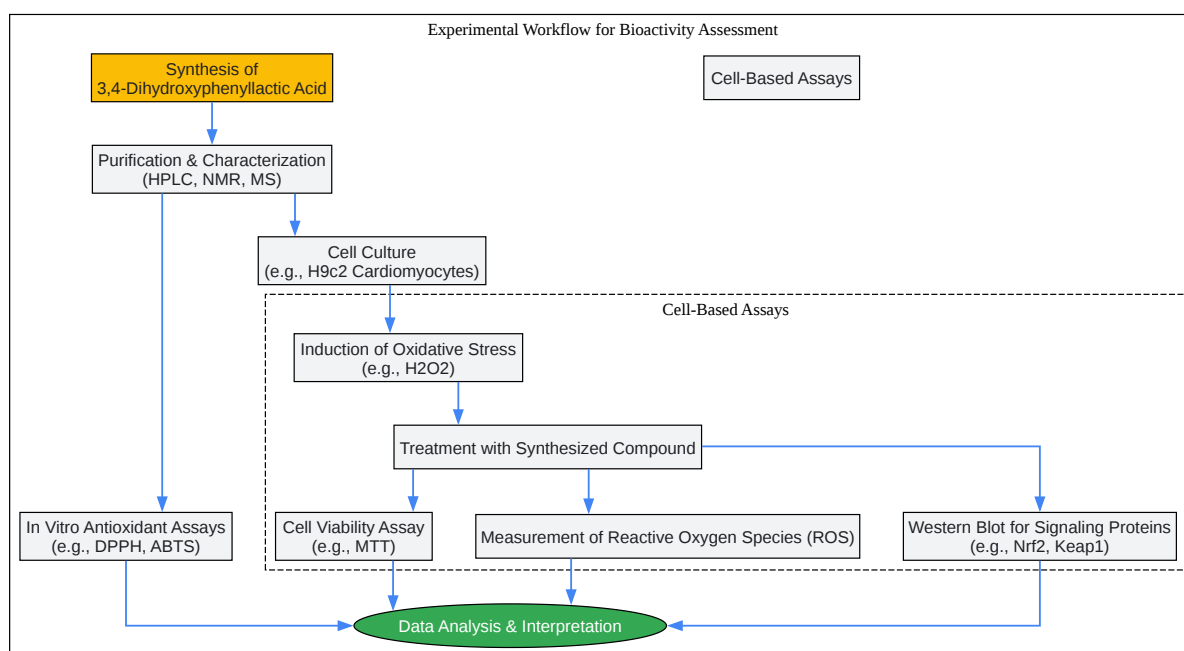 Experimental Workflow for Bioactivity Assessment
Synthesis of
3,4-Dihydroxyphenyllactic Acid
Cell-Based Assays
Purification & Characterization
(HPLC, NMR, MS)
Cell Culture
(e.g., H9c2 Cardiomyocytes)
Cell-Based Assays
Induction of Oxidative Stress
(e.g., H2O2)
Treatment with Synthesized Compound
In Vitro Antioxidant Assays
(e.g., DPPH, ABTS)
Cell Viability Assay
(e.g., MTT)
Measurement of Reactive Oxygen Species (ROS)
Western Blot for Signaling Proteins
(e.g., Nrf2, Keap1)
Data Analysis & Interpretation